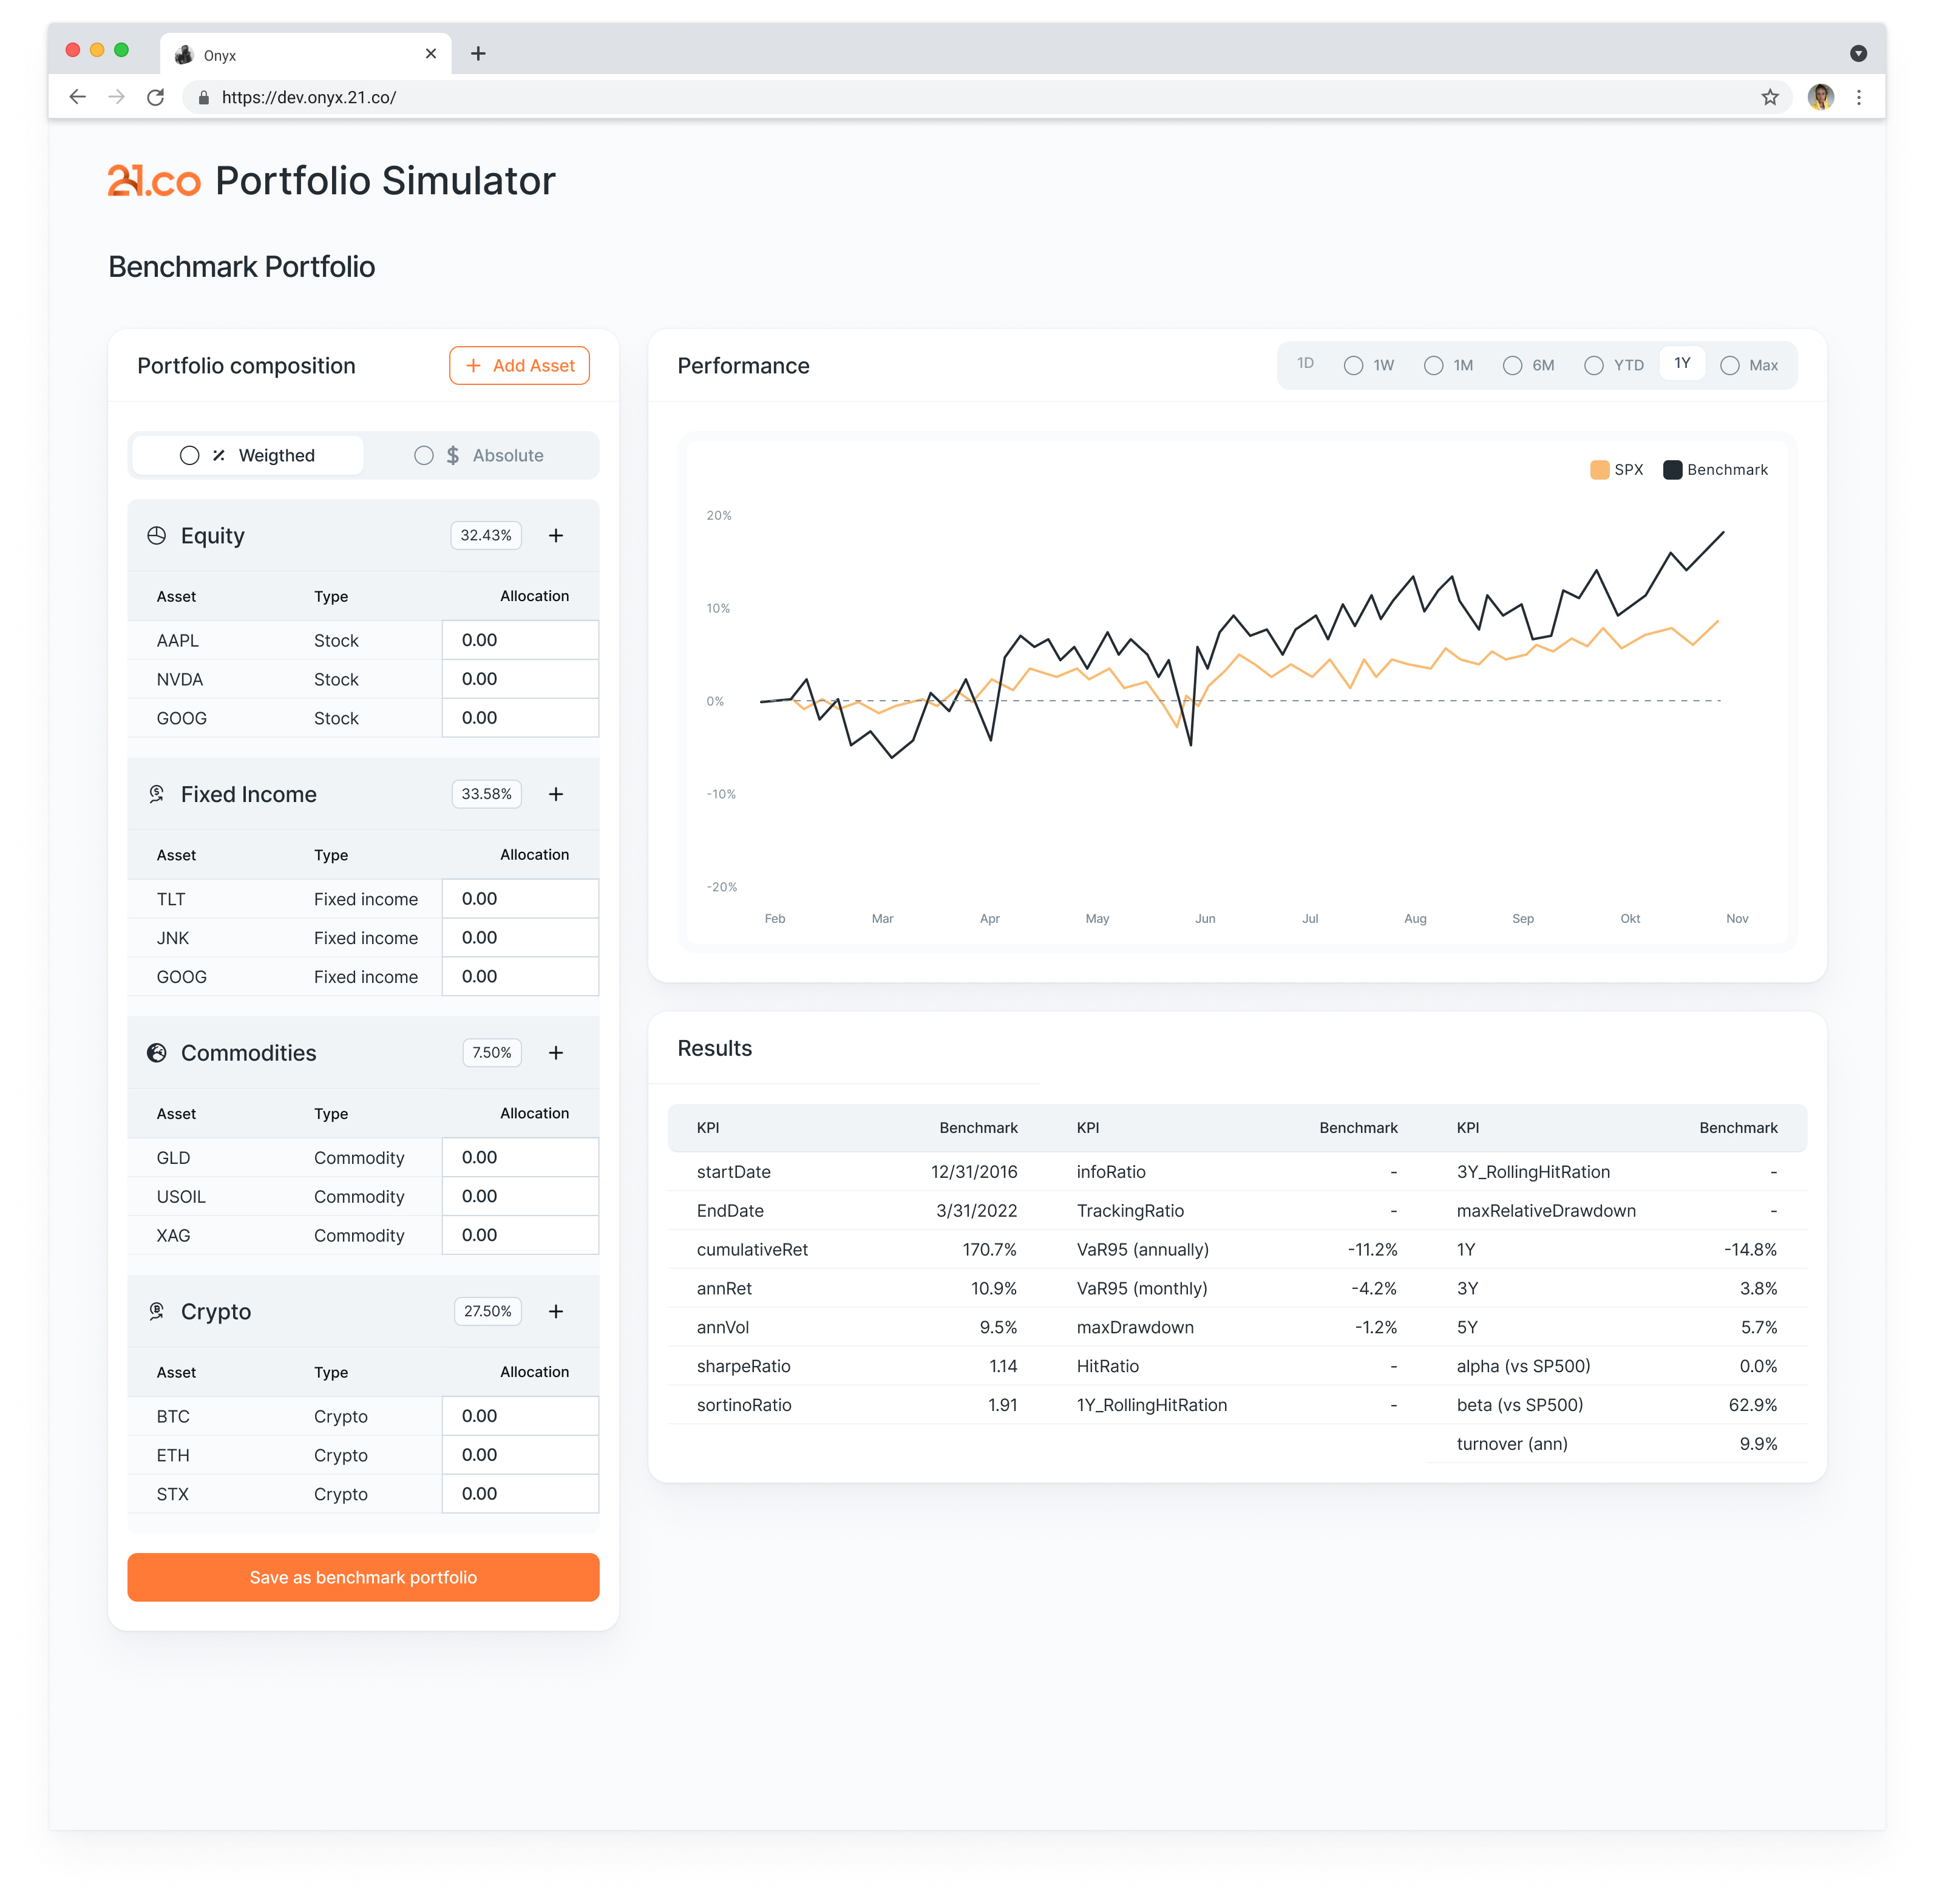 Onyx
https://dev.onyx.21.co/
21.co Portfolio Simulator
Benchmark Portfolio
Portfolio composition
+ Add Asset
% Weigthed
$ Absolute
Equity 32.43% +
Asset Type Allocation
AAPL Stock 0.00
NVDA Stock 0.00
GOOG Stock 0.00
Fixed Income 33.58% +
Asset Type Allocation
TLT Fixed income 0.00
JNK Fixed income 0.00
GOOG Fixed income 0.00
Commodities 7.50% +
Asset Type Allocation
GLD Commodity 0.00
USOIL Commodity 0.00
XAG Commodity 0.00
Crypto 27.50% +
Asset Type Allocation
BTC Crypto 0.00
ETH Crypto 0.00
STX Crypto 0.00
Save as benchmark portfolio
Performance
1D 1W 1M 6M YTD 1Y Max
SPX Benchmark
20%
10%
0%
-10%
-20%
Feb Mar Apr May Jun Jul Aug Sep Okt Nov
Results
KPI Benchmark KPI Benchmark KPI Benchmark
startDate 12/31/2016 infoRatio - 3Y_RollingHitRation -
EndDate 3/31/2022 TrackingRatio - maxRelativeDrawdown -
cumulativeRet 170.7% VaR95 (annually) -11.2% 1Y -14.8%
annRet 10.9% VaR95 (monthly) -4.2% 3Y 3.8%
annVol 9.5% maxDrawdown -1.2% 5Y 5.7%
sharpeRatio 1.14 HitRatio - alpha (vs SP500) 0.0%
sortinoRatio 1.91 1Y_RollingHitRation - beta (vs SP500) 62.9%
turnover (ann) 9.9%